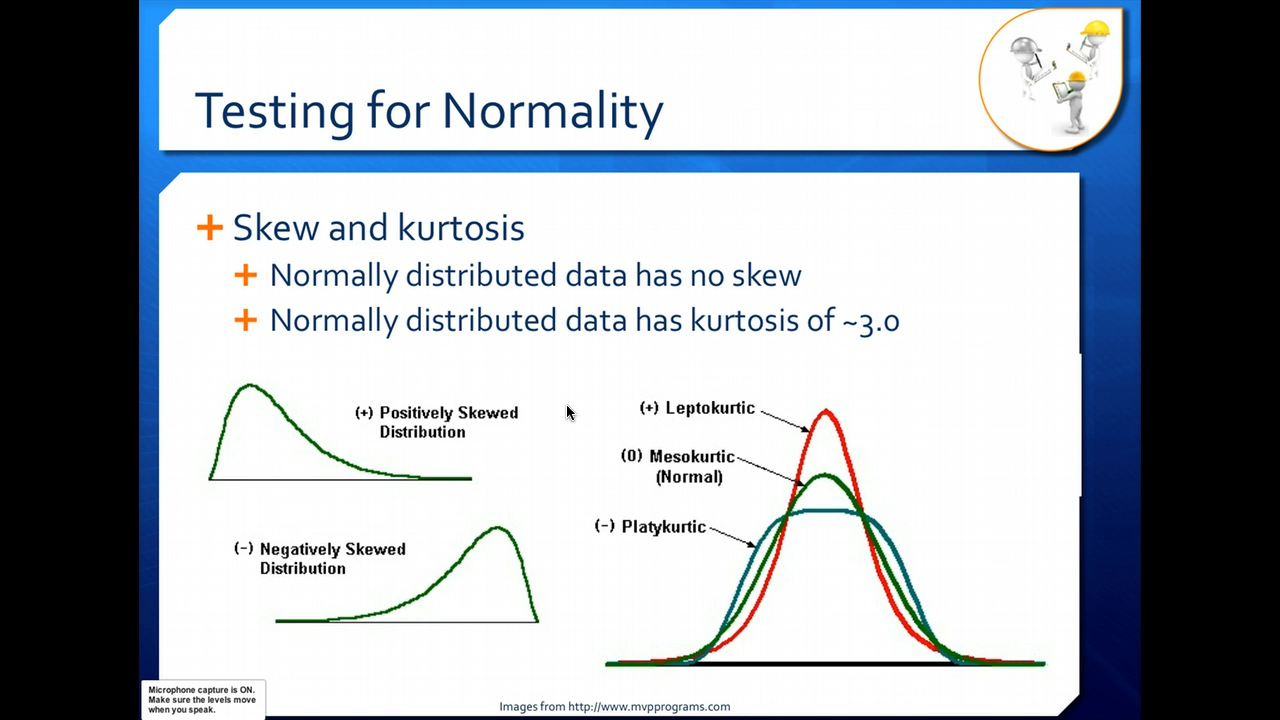 Testing for Normality
Skew and kurtosis
Normally distributed data has no skew
Normally distributed data has kurtosis of ~3.0
(+) Positively Skewed
Distribution
(-) Negatively Skewed
Distribution
(+) Leptokurtic
(0) Mesokurtic
(Normal)
(-) Platykurtic
Microphone capture is ON.
Make sure the levels move
when you speak.
Images from http://www.mvpprograms.com